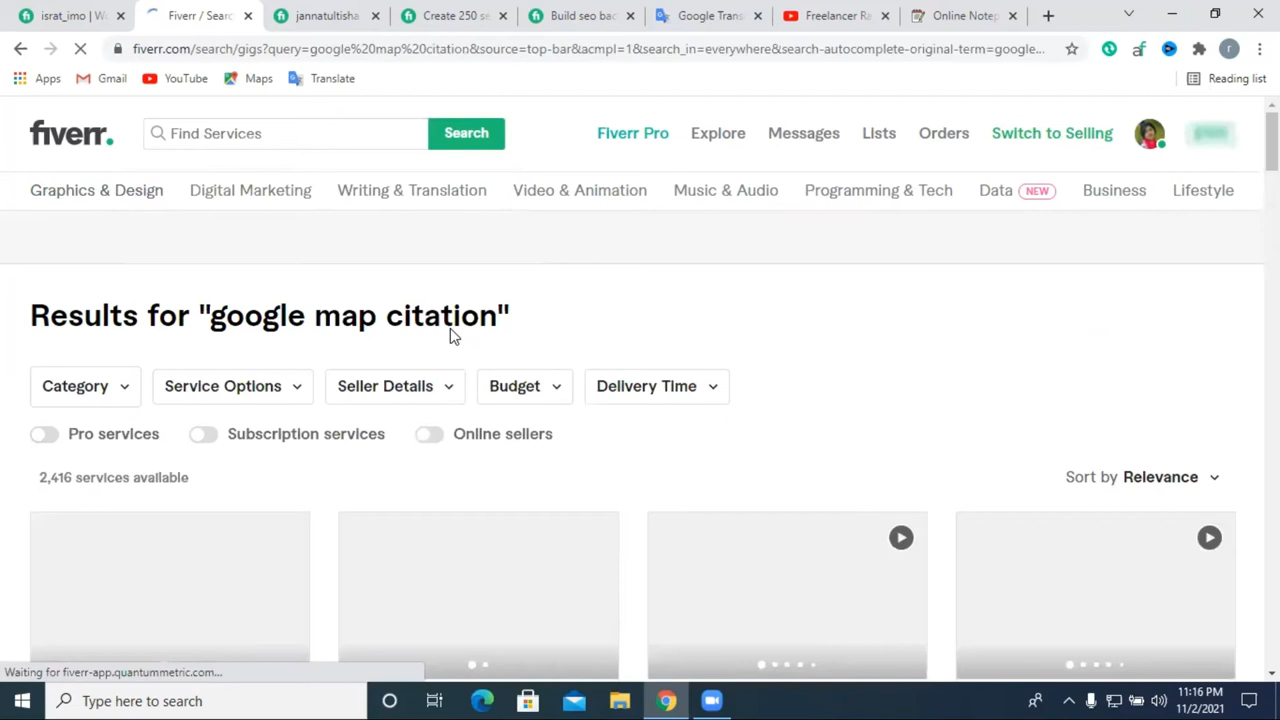 israt_imo | Wo
Fiverr / Searc
jannatultisha
Create 250 se
Build seo bac
Google Trans
Freelancer Ra
Online Notep
fiverr.com/search/gigs?query=google%20map%20citation&source=top-bar&acmpl=1&search_in=everywhere&search-autocomplete-original-term=google...
Apps Gmail YouTube Maps Translate Reading list
fiverr. Find Services Search Fiverr Pro Explore Messages Lists Orders Switch to Selling
Graphics & Design Digital Marketing Writing & Translation Video & Animation Music & Audio Programming & Tech Data NEW Business Lifestyle
Results for "google map citation"
Category Service Options Seller Details Budget Delivery Time
Pro services Subscription services Online sellers
2,416 services available Sort by Relevance
Waiting for fiverr-app.quantummetric.com...
Type here to search 11:16 PM
11/2/2021